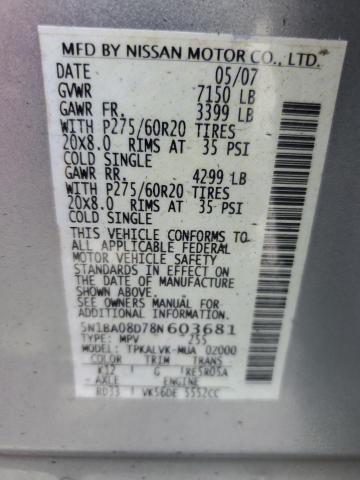 MFD BY NISSAN MOTOR CO., LTD.
DATE 05/07
GVWR 7150 LB
GAWR FR. 3399 LB
WITH P275/60R20 TIRES
20X8.0 RIMS AT 35 PSI
COLD SINGLE
GAWR RR. 4299 LB
WITH P275/60R20 TIRES
20X8.0 RIMS AT 35 PSI
COLD SINGLE
THIS VEHICLE CONFORMS TO
ALL APPLICABLE FEDERAL
MOTOR VEHICLE SAFETY
STANDARDS IN EFFECT ON
THE DATE OF MANUFACTURE
SEE OWNERS MANUAL FOR
ADDITIONAL INFORMATION.
5N1BA08D78N603681
TYPE: MPV 255
MODEL: TPKALVK-MUA 02000
COLOR TRIM TRANS
K12 G RE5R05A
AXLE ENGINE
RD33 VK56DE 5552CC